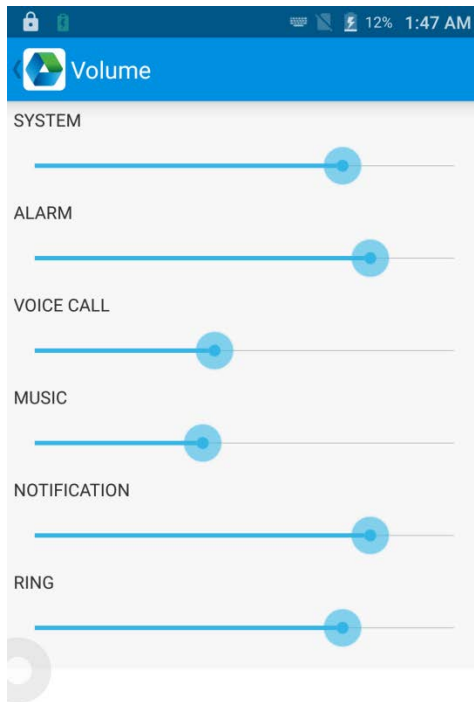 12% 1:47 AM
Volume
SYSTEM
ALARM
VOICE CALL
MUSIC
NOTIFICATION
RING